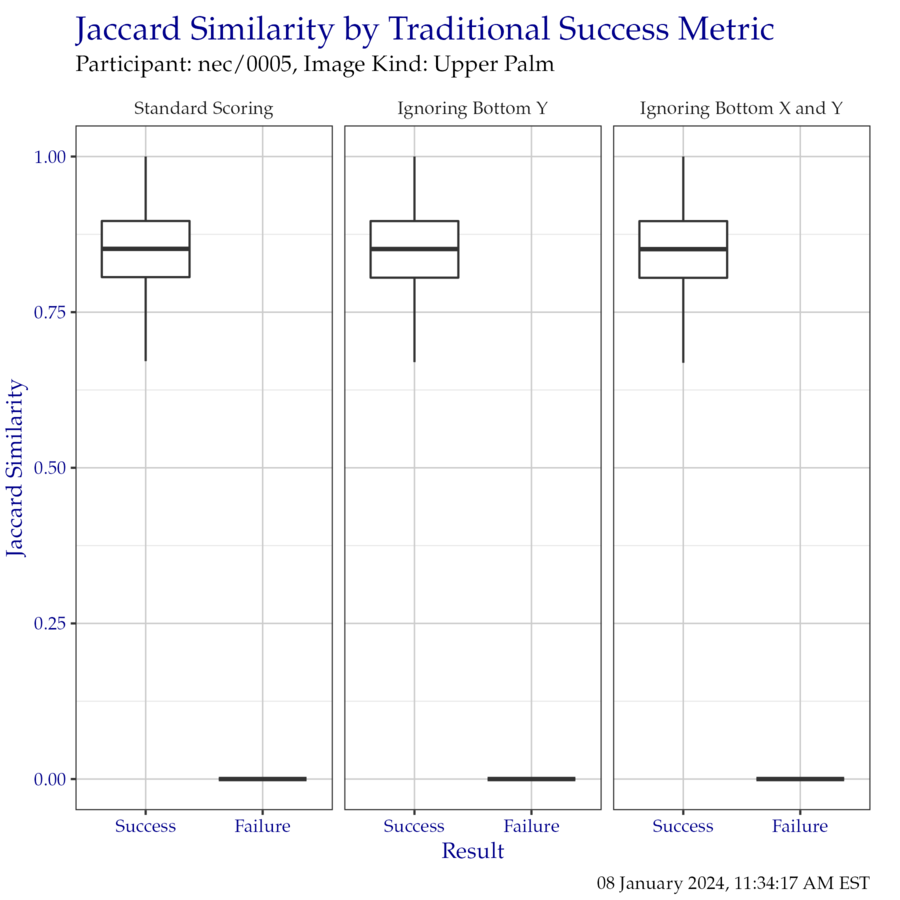 Jaccard Similarity by Traditional Success Metric
Participant: nec/0005, Image Kind: Upper Palm
Standard Scoring
Ignoring Bottom Y
Ignoring Bottom X and Y
Jaccard Similarity
1.00
0.75
0.50
0.25
0.00
Success
Failure
Success
Failure
Success
Failure
Result
08 January 2024, 11:34:17 AM EST